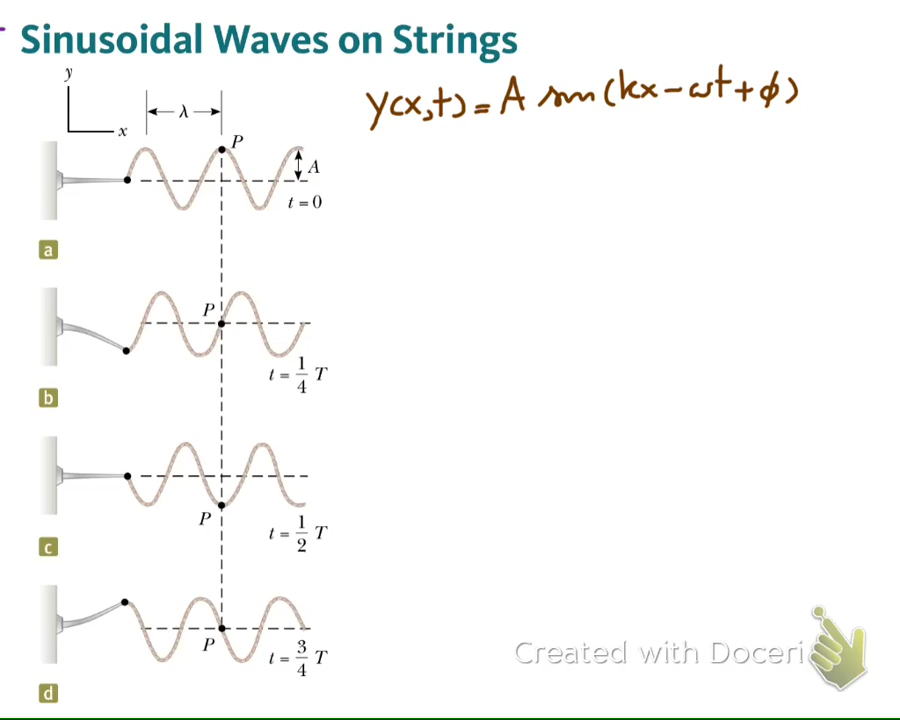 Sinusoidal Waves on Strings
y(x,t) = A sin(kx - ωt + φ)
y
x
λ
P
A
t = 0
a
P
t = 1/4 T
b
P
t = 1/2 T
c
P
t = 3/4 T
d
Created with Doceri